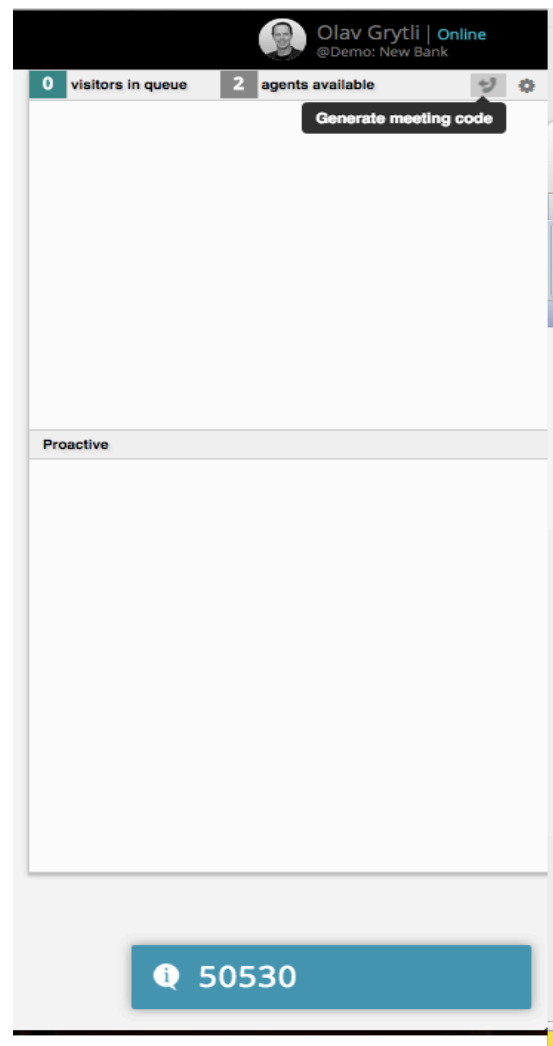 Olav Grytli | Online
@Demo: New Bank
0 visitors in queue 2 agents available
Generate meeting code
Proactive
50530